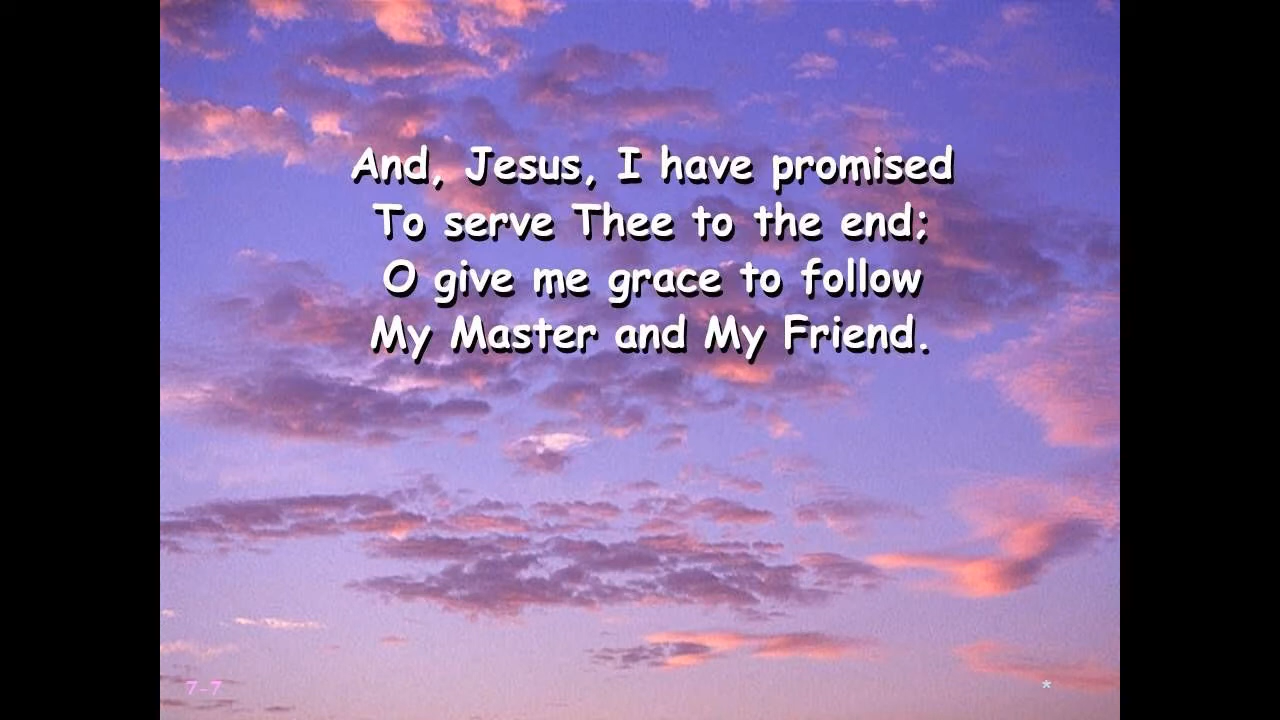 And, Jesus, I have promised
To serve Thee to the end;
O give me grace to follow
My Master and My Friend.
7-7
*